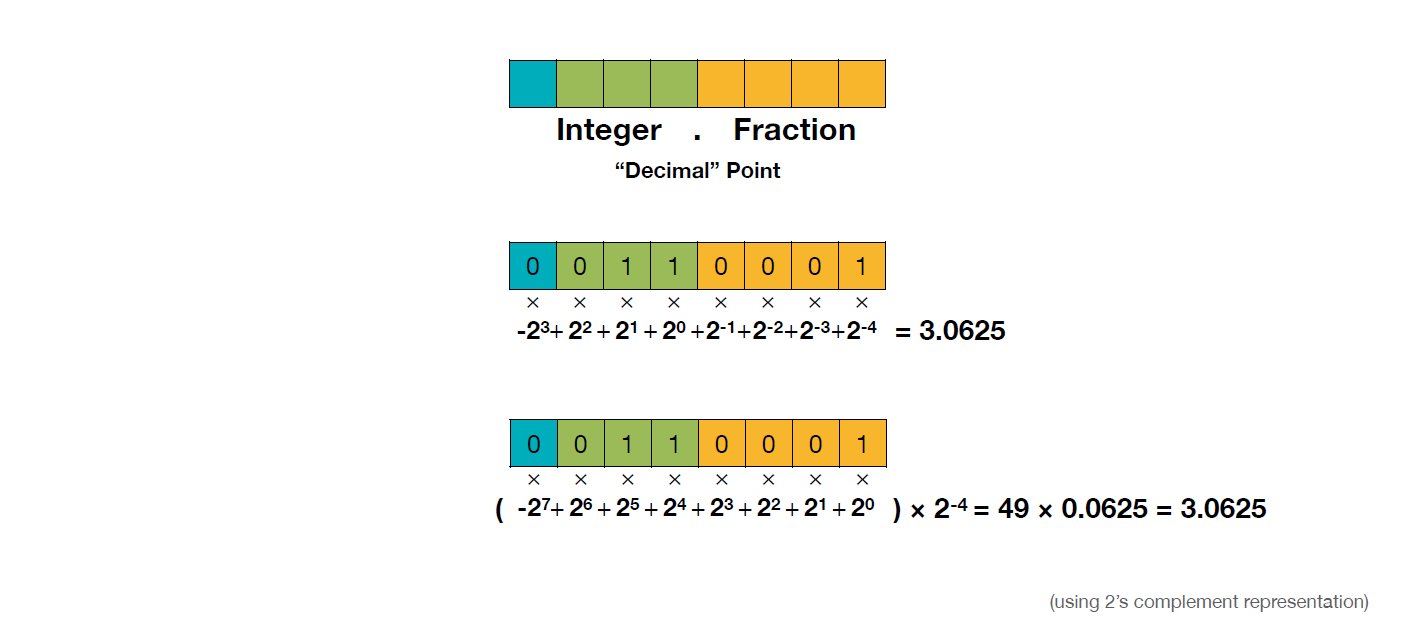 Integer . Fraction
“Decimal” Point
0 0 1 1 0 0 0 1
× × × × × × × ×
-2³+ 2² + 2¹ + 2⁰ +2⁻¹+2⁻²+2⁻³+2⁻⁴ = 3.0625
0 0 1 1 0 0 0 1
× × × × × × × ×
( -2⁷+ 2⁶ + 2⁵ + 2⁴ + 2³ + 2² + 2¹ + 2⁰ ) × 2⁻⁴ = 49 × 0.0625 = 3.0625
(using 2’s complement representation)